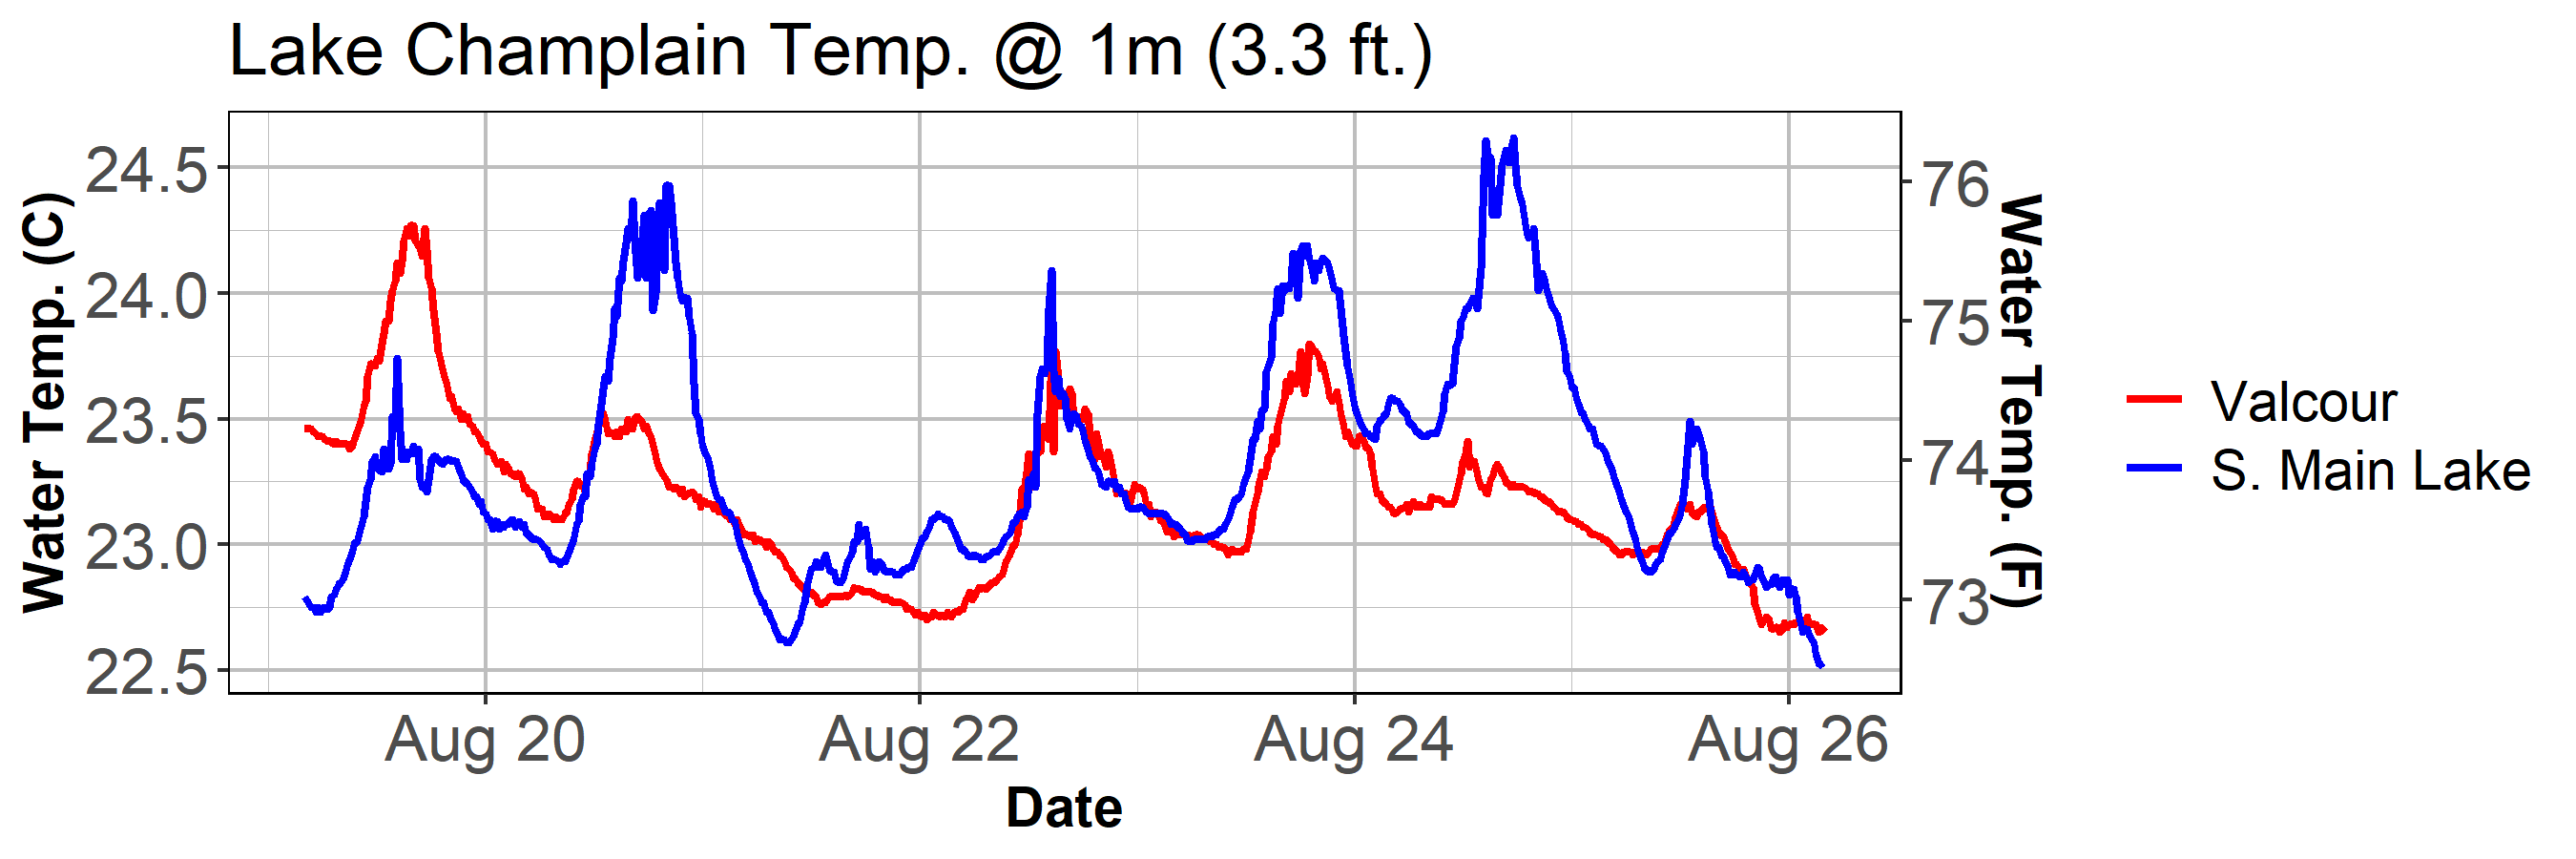 Lake Champlain Temp. @ 1m (3.3 ft.)
Water Temp. (C)
24.5
24.0
23.5
23.0
22.5
76
75
74
73
Water Temp. (F)
Aug 20
Aug 22
Aug 24
Aug 26
Date
Valcour
S. Main Lake